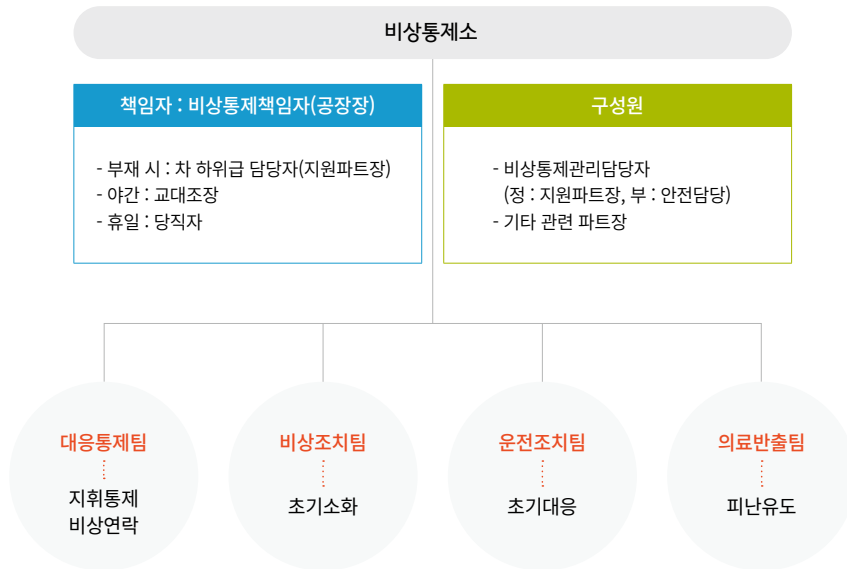 비상통제소
책임자 : 비상통제책임자(공장장)
- 부재 시 : 차 하위급 담당자(지원파트장)
- 야간 : 교대조장
- 휴일 : 당직자
구성원
- 비상통제관리담당자
(정 : 지원파트장, 부 : 안전담당)
- 기타 관련 파트장
대응통제팀
지휘통제
비상연락
비상조치팀
초기소화
운전조치팀
초기대응
의료반출팀
피난유도